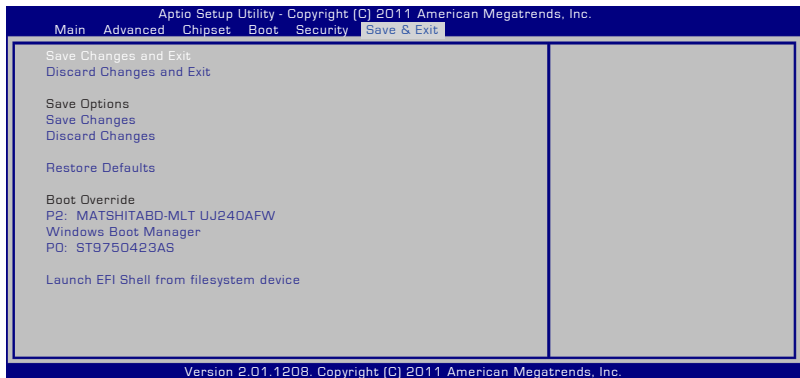 Aptio Setup Utility - Copyright (C) 2011 American Megatrends, Inc.
Main Advanced Chipset Boot Security Save & Exit
Save Changes and Exit
Discard Changes and Exit
Save Options
Save Changes
Discard Changes
Restore Defaults
Boot Override
P2: MATSHITABD-MLT UJ240AFW
Windows Boot Manager
P0: ST9750423AS
Launch EFI Shell from filesystem device
Version 2.01.1208. Copyright (C) 2011 American Megatrends, Inc.